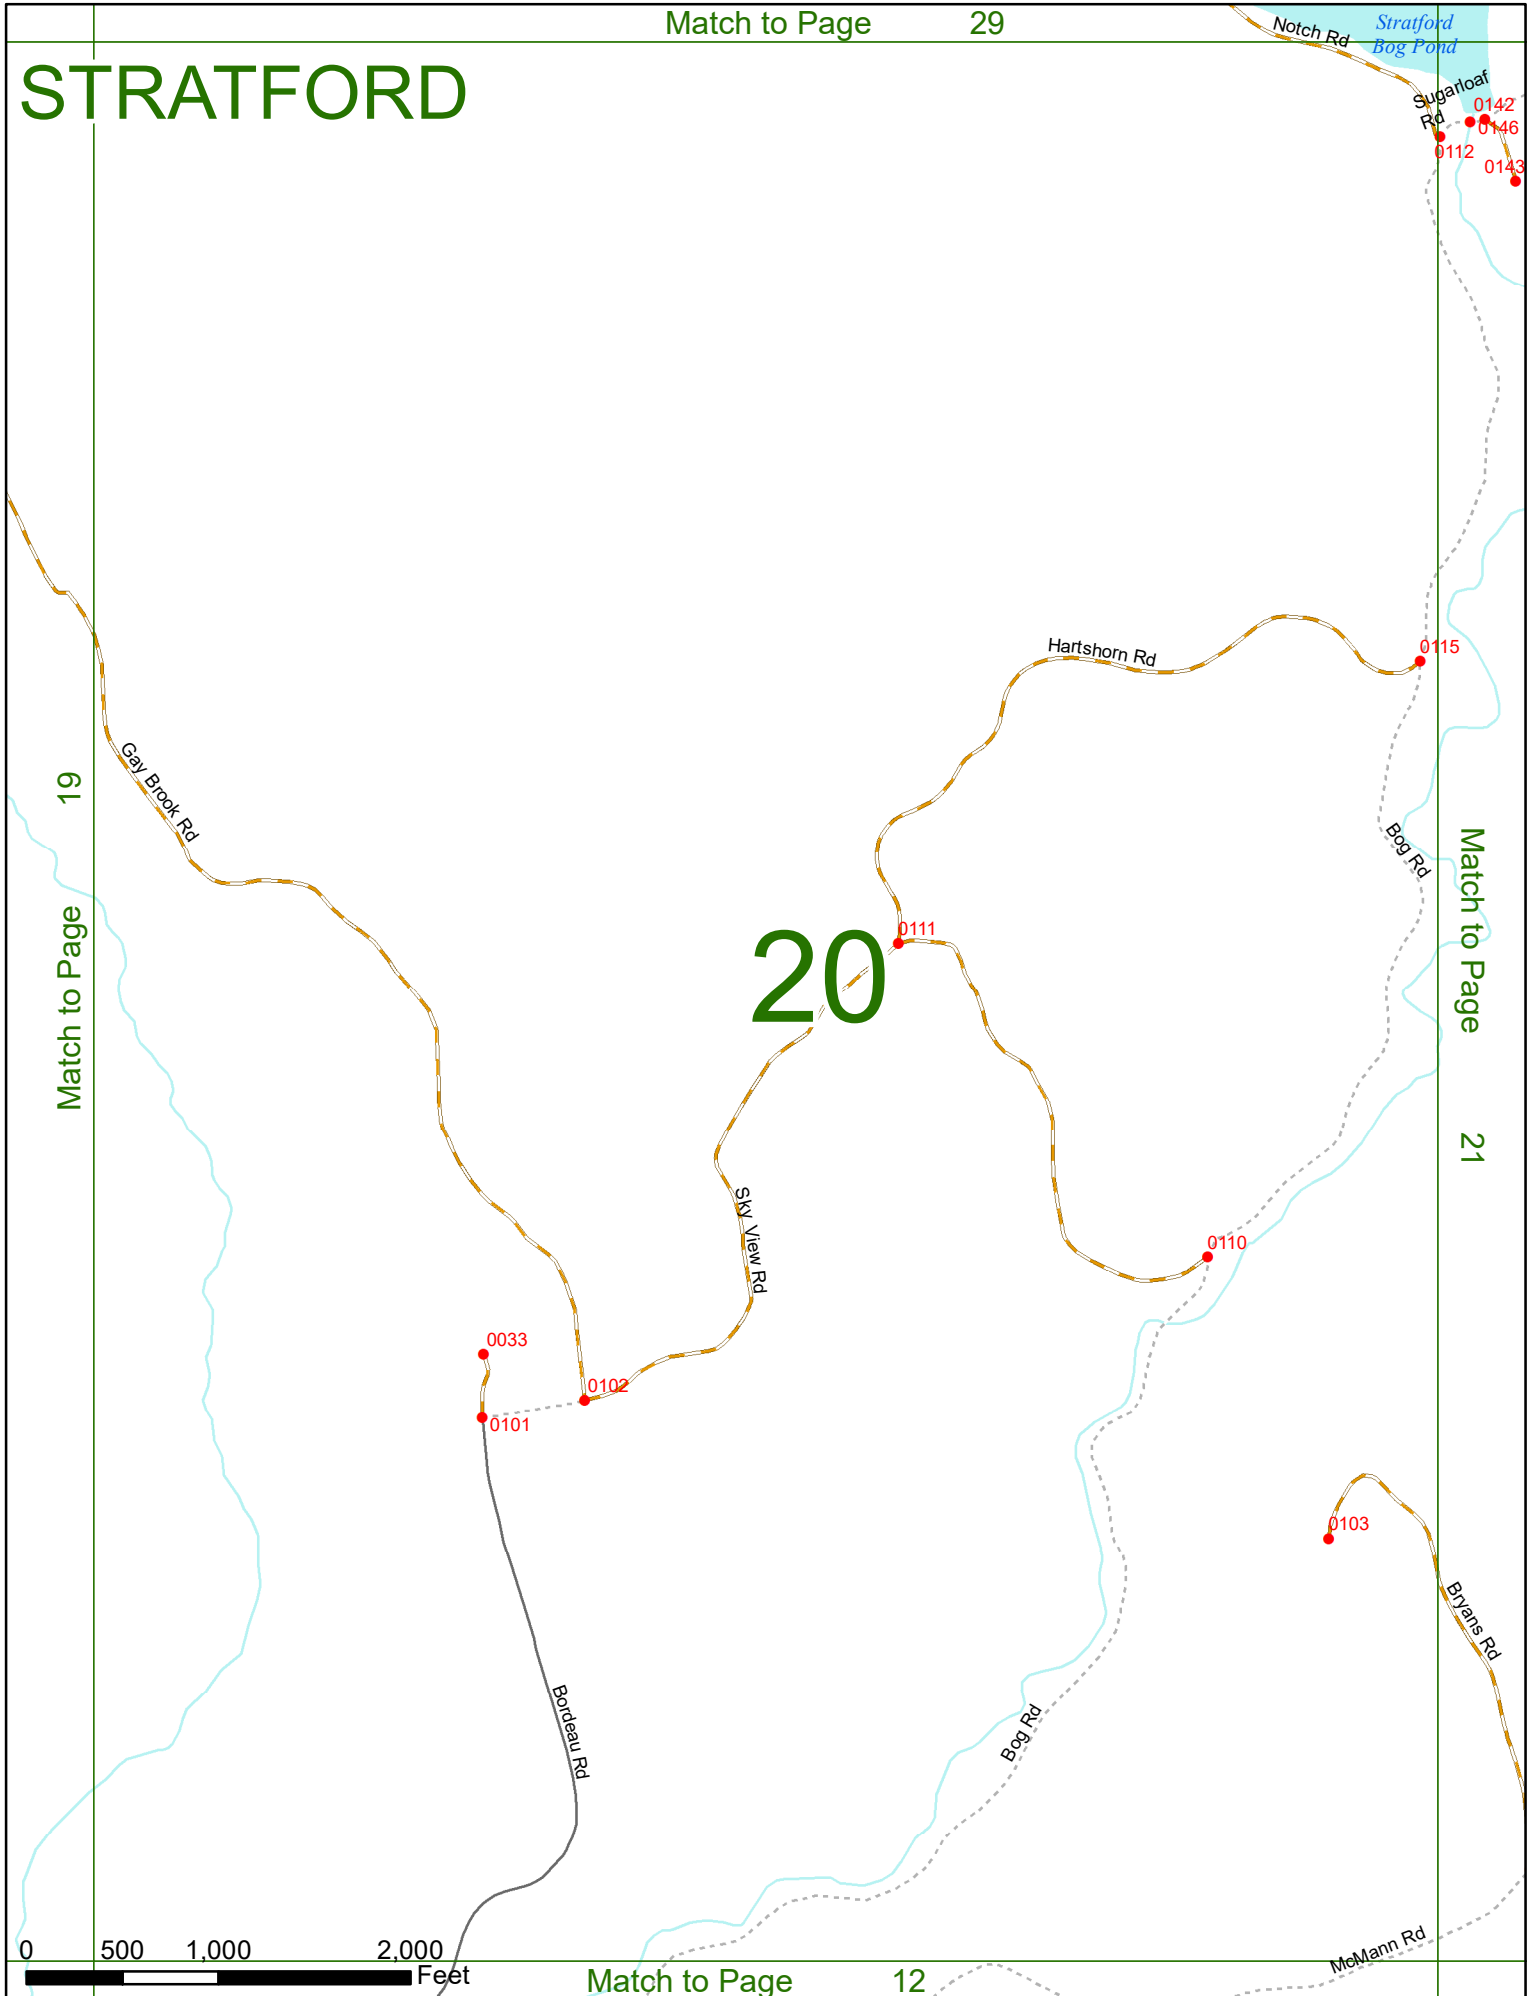 Match to Page 29
STRATFORD
Notch Rd
Stratford
Bog Pond
Sugarloaf
Rd
0142
0146
0112
0143
Hartshorn Rd
0115
Gay Brook Rd
Match to Page 19
Bog Rd
Match to Page 21
0111
20
Sky View Rd
0110
0033
0102
0101
0103
Bryans Rd
Bordeau Rd
Bog Rd
McMann Rd
0 500 1,000 2,000
Feet
Match to Page 12